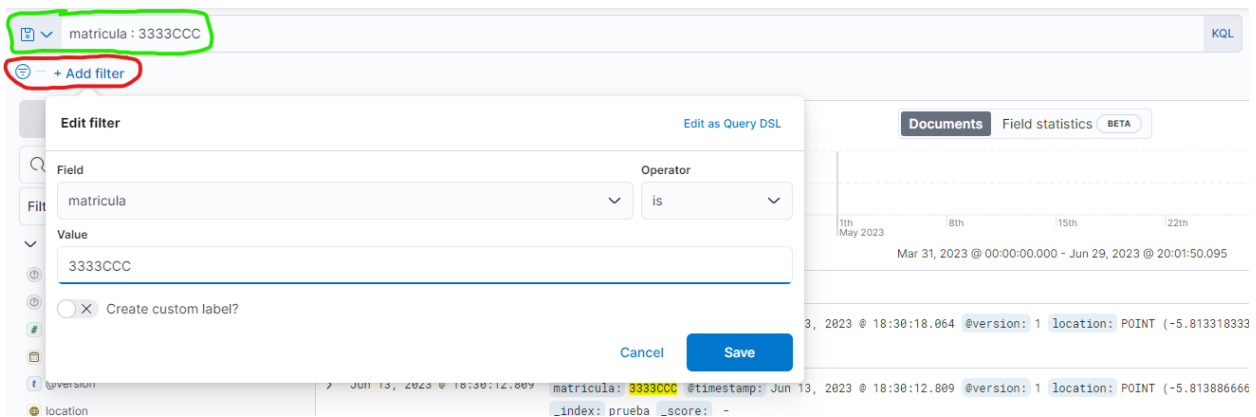 matricula : 3333CCC
KQL
+ Add filter
Edit filter
Edit as Query DSL
Documents
Field statistics
BETA
Field
Operator
matricula
is
Filt
Value
3333CCC
1th
May 2023
8th
15th
22th
Mar 31, 2023 @ 00:00:00.000 - Jun 29, 2023 @ 20:01:50.095
Create custom label?
3, 2023 @ 18:30:18.064 @version: 1 location: POINT (-5.813318333
Cancel
Save
t @version
Jun 13, 2023 @ 18:30:12.809 matricula: 3333CCC @timestamp: Jun 13, 2023 @ 18:30:12.809 @version: 1 location: POINT (-5.813886666
location
_index: prueba _score: -